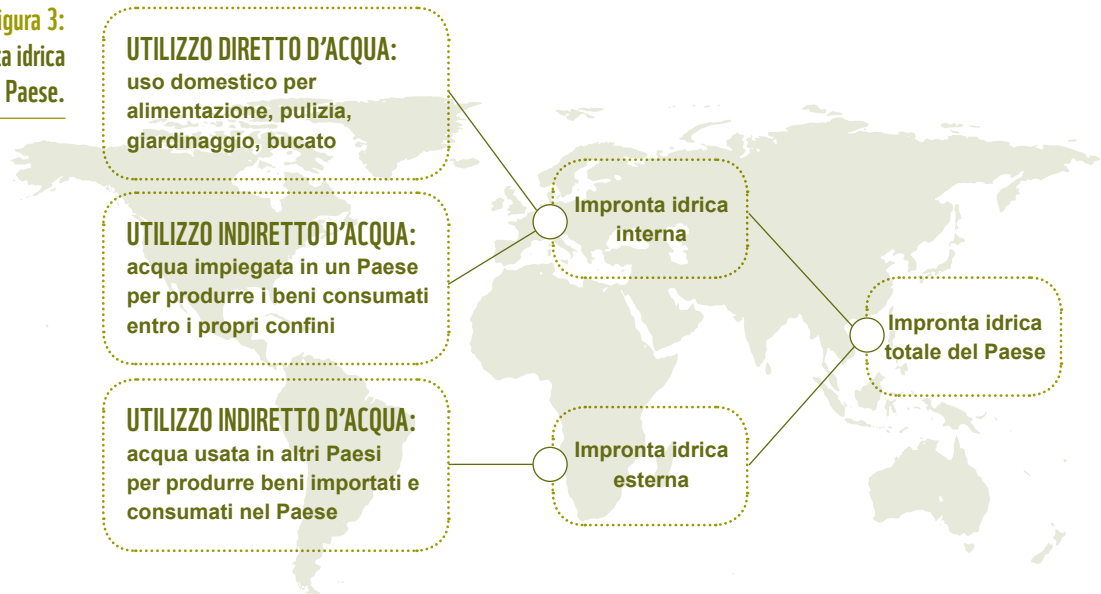 igura 3:
ta idrica
Paese.
UTILIZZO DIRETTO D'ACQUA:
uso domestico per
alimentazione, pulizia,
giardinaggio, bucato
UTILIZZO INDIRETTO D'ACQUA:
acqua impiegata in un Paese
per produrre i beni consumati
entro i propri confini
UTILIZZO INDIRETTO D'ACQUA:
acqua usata in altri Paesi
per produrre beni importati e
consumati nel Paese
Impronta idrica
interna
Impronta idrica
esterna
Impronta idrica
totale del Paese